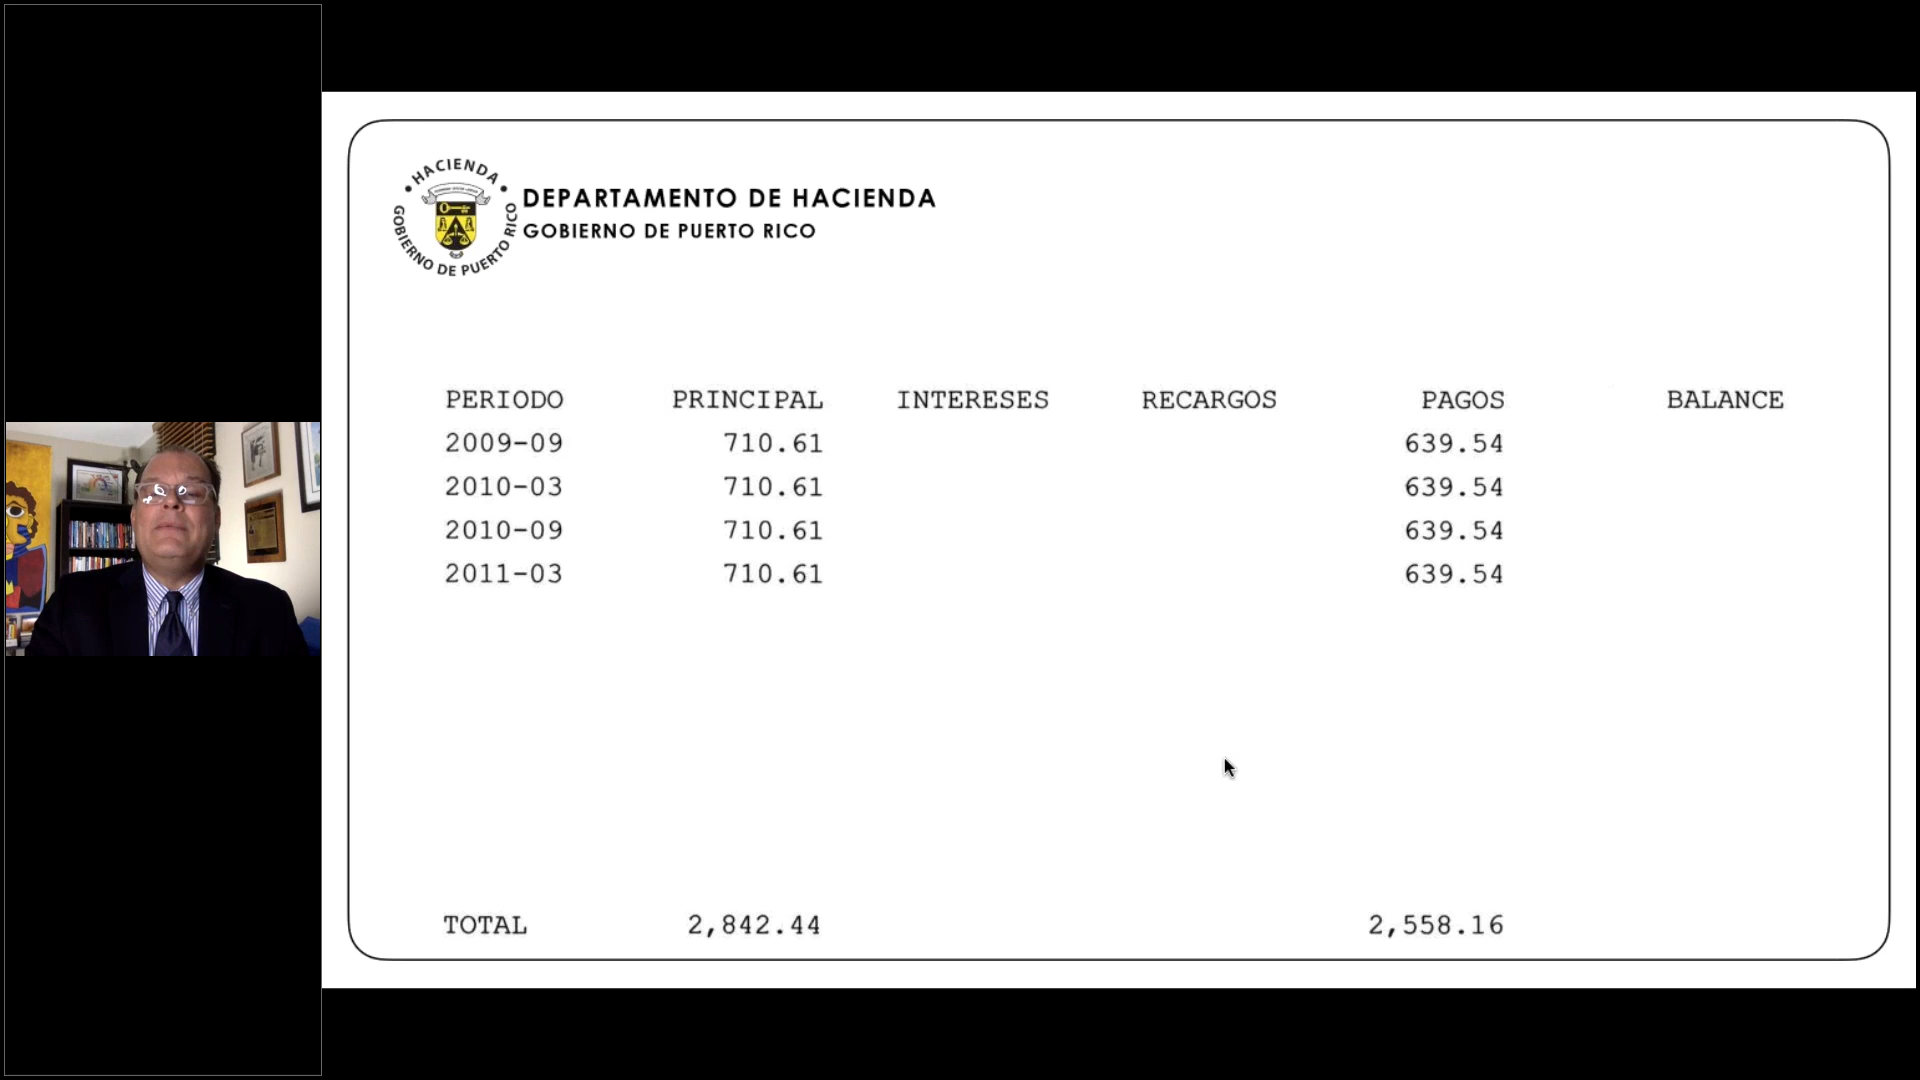 HACIENDA
GOBIERNO DE PUERTO RICO
DEPARTAMENTO DE HACIENDA
GOBIERNO DE PUERTO RICO
PERIODO PRINCIPAL INTERESES RECARGOS PAGOS BALANCE
2009-09 710.61 639.54
2010-03 710.61 639.54
2010-09 710.61 639.54
2011-03 710.61 639.54
TOTAL 2,842.44 2,558.16